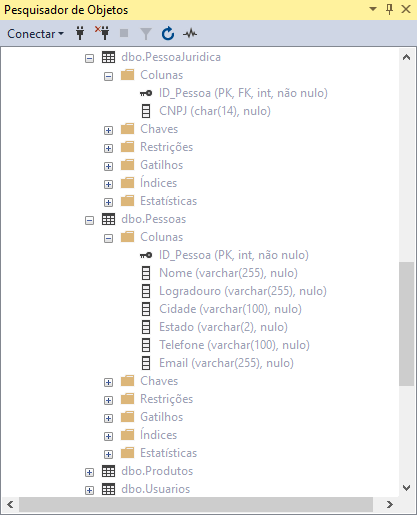 Pesquisador de Objetos
Conectar
dbo.PessoaJuridica
Colunas
ID_Pessoa (PK, FK, int, não nulo)
CNPJ (char(14), nulo)
Chaves
Restrições
Gatilhos
Índices
Estatísticas
dbo.Pessoas
Colunas
ID_Pessoa (PK, int, não nulo)
Nome (varchar(255), nulo)
Logradouro (varchar(255), nulo)
Cidade (varchar(100), nulo)
Estado (varchar(2), nulo)
Telefone (varchar(100), nulo)
Email (varchar(255), nulo)
Chaves
Restrições
Gatilhos
Índices
Estatísticas
dbo.Produtos
dbo.Usuarios